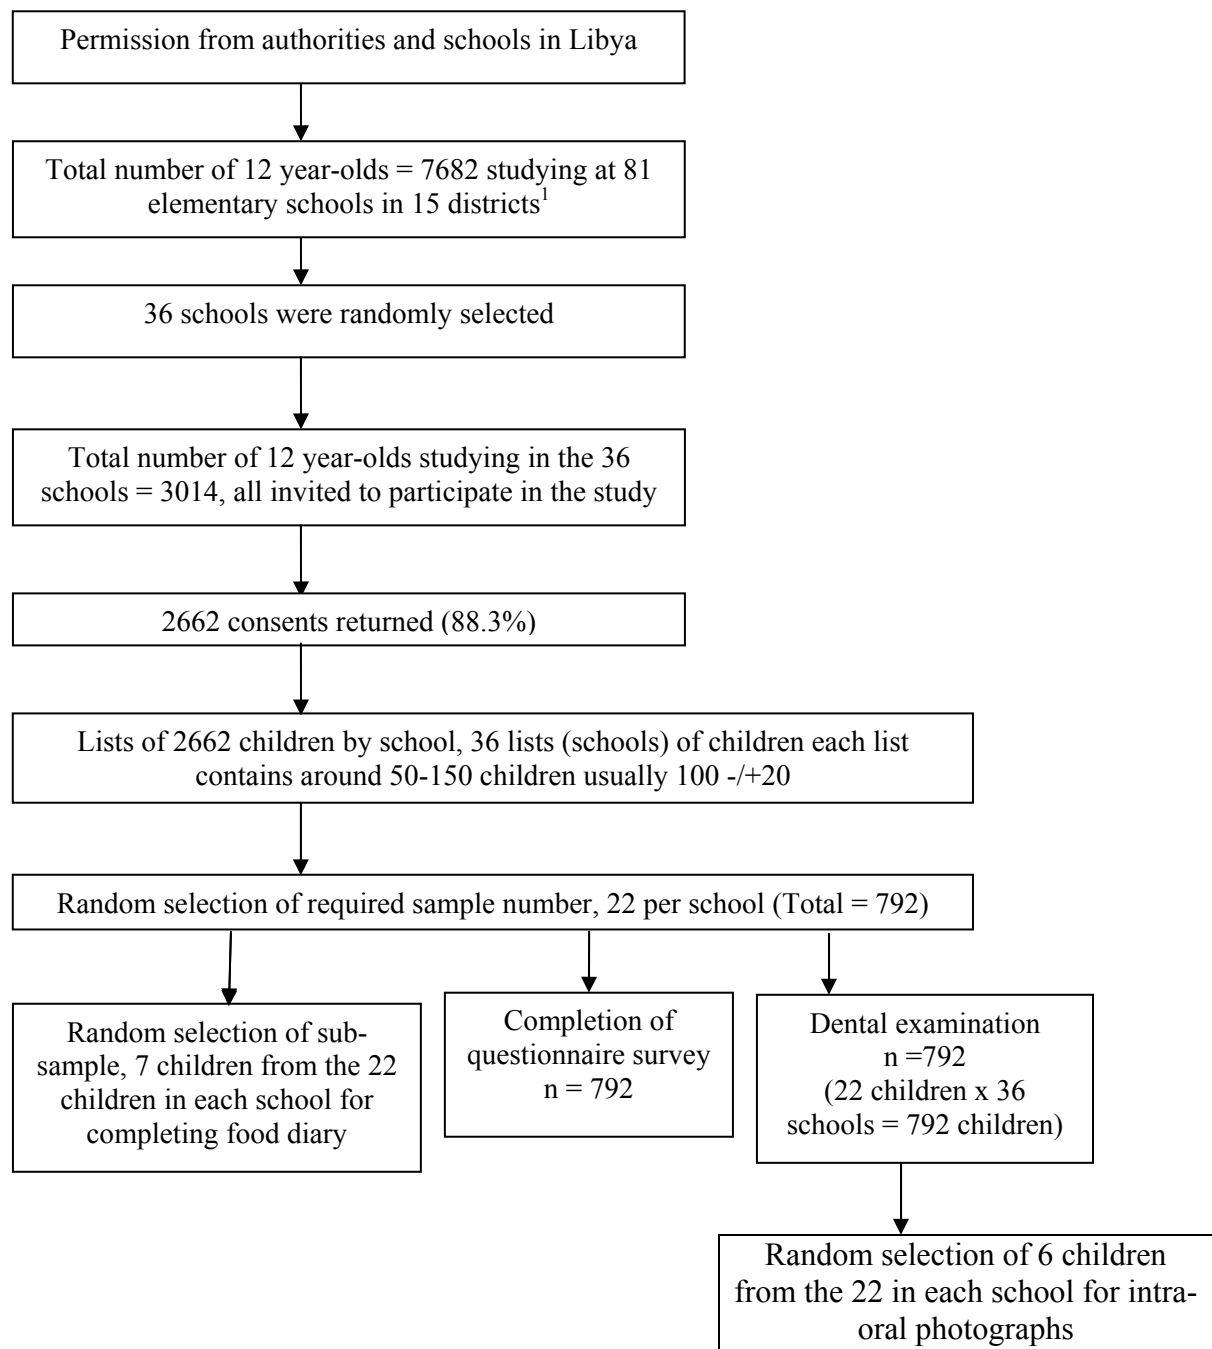 Permission from authorities and schools in Libya
Total number of 12 year-olds = 7682 studying at 81
elementary schools in 15 districts¹
36 schools were randomly selected
Total number of 12 year-olds studying in the 36
schools = 3014, all invited to participate in the study
2662 consents returned (88.3%)
Lists of 2662 children by school, 36 lists (schools) of children each list
contains around 50-150 children usually 100 -/+20
Random selection of required sample number, 22 per school (Total = 792)
Random selection of sub-
sample, 7 children from the 22
children in each school for
completing food diary
Completion of
questionnaire survey
n = 792
Dental examination
n =792
(22 children x 36
schools = 792 children)
Random selection of 6 children
from the 22 in each school for intra-
oral photographs